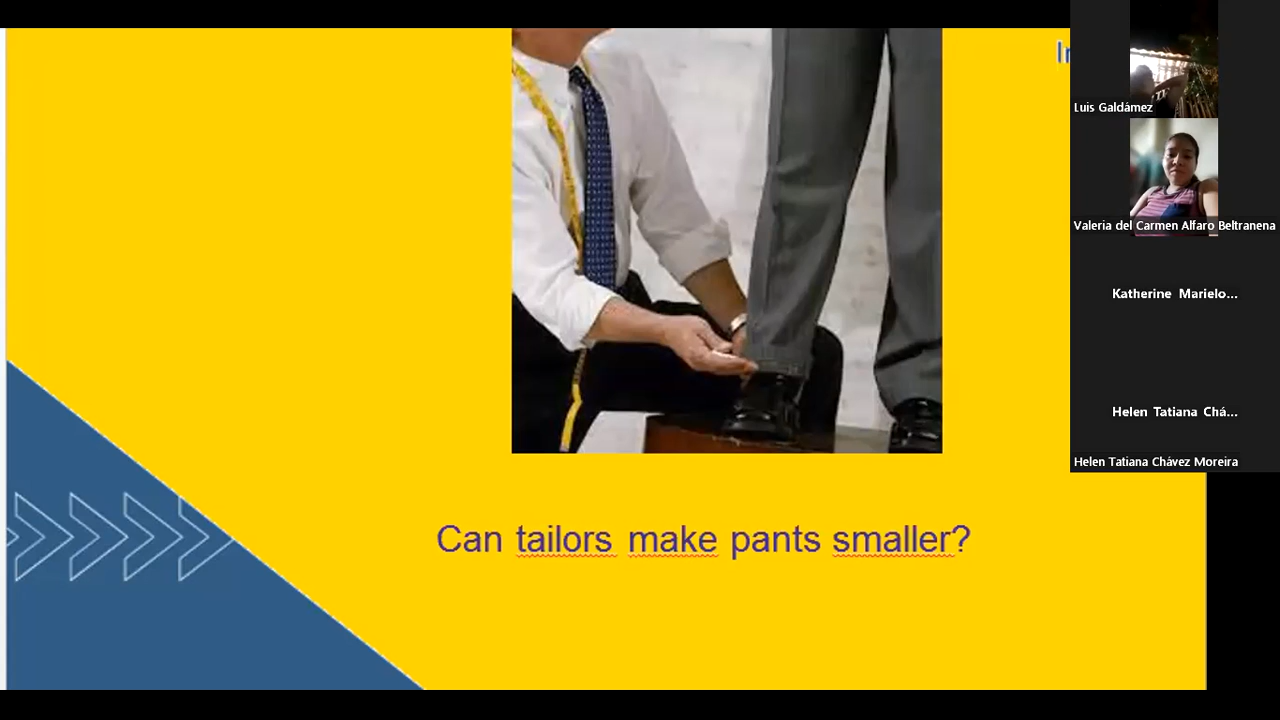 Luis Galdámez
Valeria del Carmen Alfaro Beltranena
Katherine Marielo...
Helen Tatiana Chá...
Helen Tatiana Chávez Moreira
Can tailors make pants smaller?